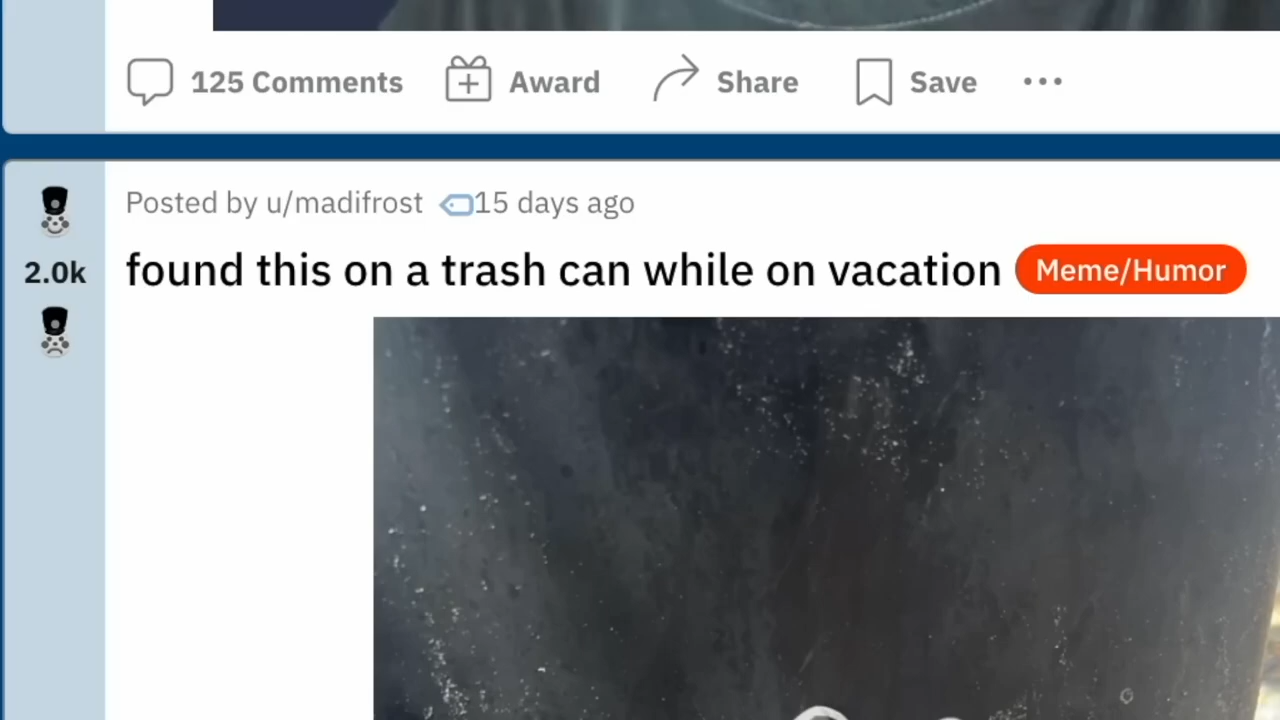 125 Comments Award Share Save
Posted by u/madifrost 15 days ago
found this on a trash can while on vacation Meme/Humor
2.0k